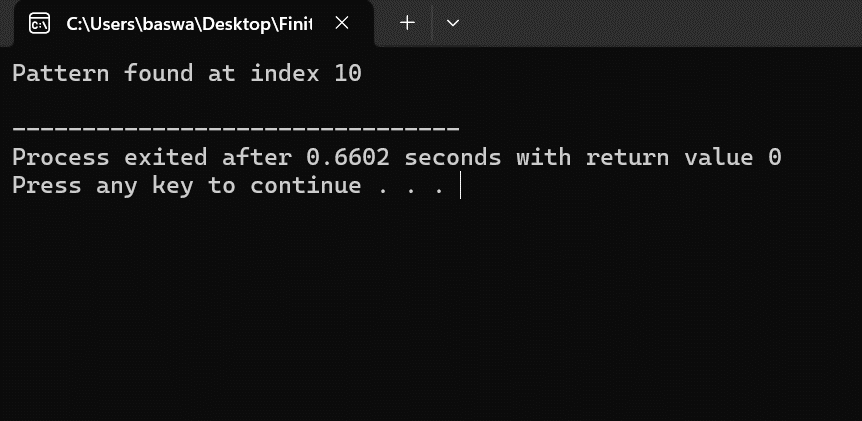 C:\Users\baswa\Desktop\Finit
Pattern found at index 10
--------------------------------
Process exited after 0.6602 seconds with return value 0
Press any key to continue . . .